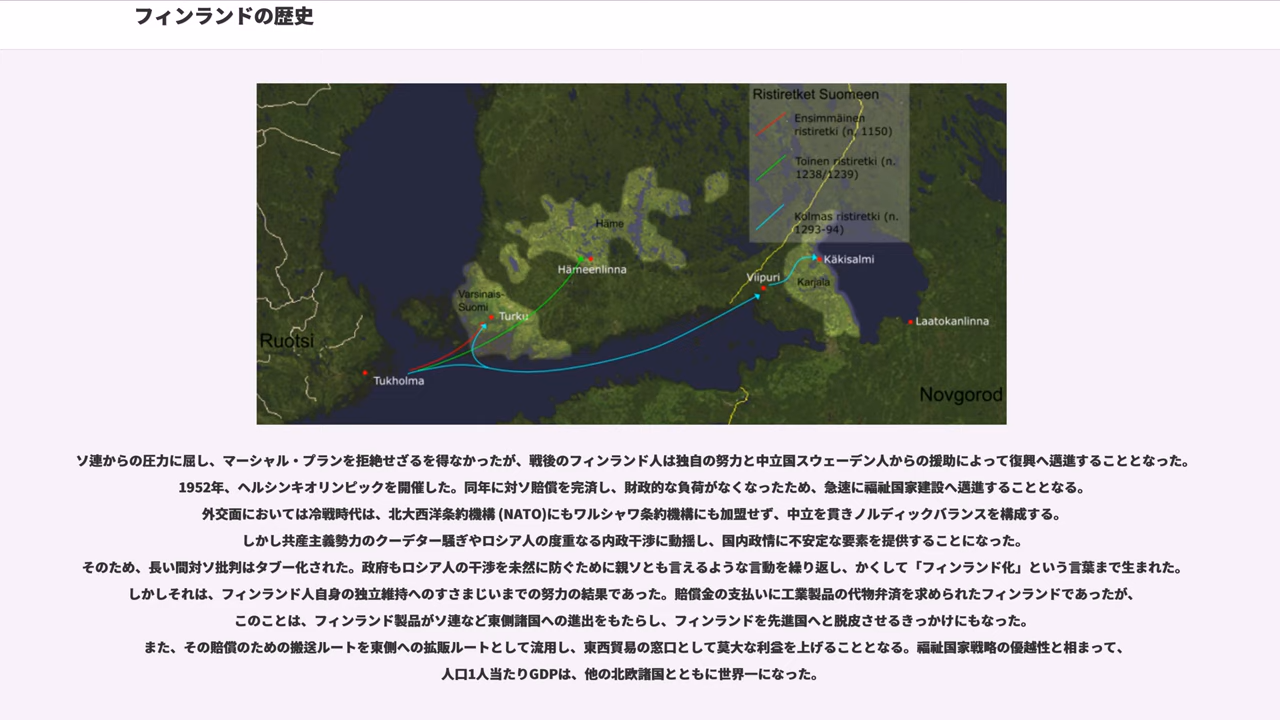 フィンランドの歴史
Ristiretket Suomeen
Ensimmäinen
ristiretki (n. 1150)
Toinen ristiretki (n.
1238/1239)
Kolmas ristiretki (n.
1293-94)
Häme
Hämeenlinna
Varsinais-
Suomi
Turku
Viipuri
Käkisalmi
Karjala
Laatokanlinna
Ruotsi
Tukholma
Novgorod
ソ連からの圧力に屈し、マーシャル・プランを拒絶せざるを得なかったが、戦後のフィンランド人は独自の努力と中立国スウェーデン人からの援助によって復興へ邁進することとなった。
1952年、ヘルシンキオリンピックを開催した。同年に対ソ賠償を完済し、財政的な負荷がなくなったため、急速に福祉国家建設へ邁進することとなる。
外交面においては冷戦時代は、北大西洋条約機構 (NATO)にもワルシャワ条約機構にも加盟せず、中立を貫きノルディックバランスを構成する。
しかし共産主義勢力のクーデター騒ぎやロシア人の度重なる内政干渉に動揺し、国内政情に不安定な要素を提供することになった。
そのため、長い間対ソ批判はタブー化された。政府もロシア人の干渉を未然に防ぐために親ソとも言えるような言動を繰り返し、かくして「フィンランド化」という言葉まで生まれた。
しかしそれは、フィンランド人自身の独立維持へのすさまじいまでの努力の結果であった。賠償金の支払いに工業製品の代物弁済を求められたフィンランドであったが、
このことは、フィンランド製品がソ連など東側諸国への進出をもたらし、フィンランドを先進国へと脱皮させるきっかけにもなった。
また、その賠償のための搬送ルートを東側への拡販ルートとして流用し、東西貿易の窓口として莫大な利益を上げることとなる。福祉国家戦略の優越性と相まって、
人口1人当たりGDPは、他の北欧諸国とともに世界一になった。